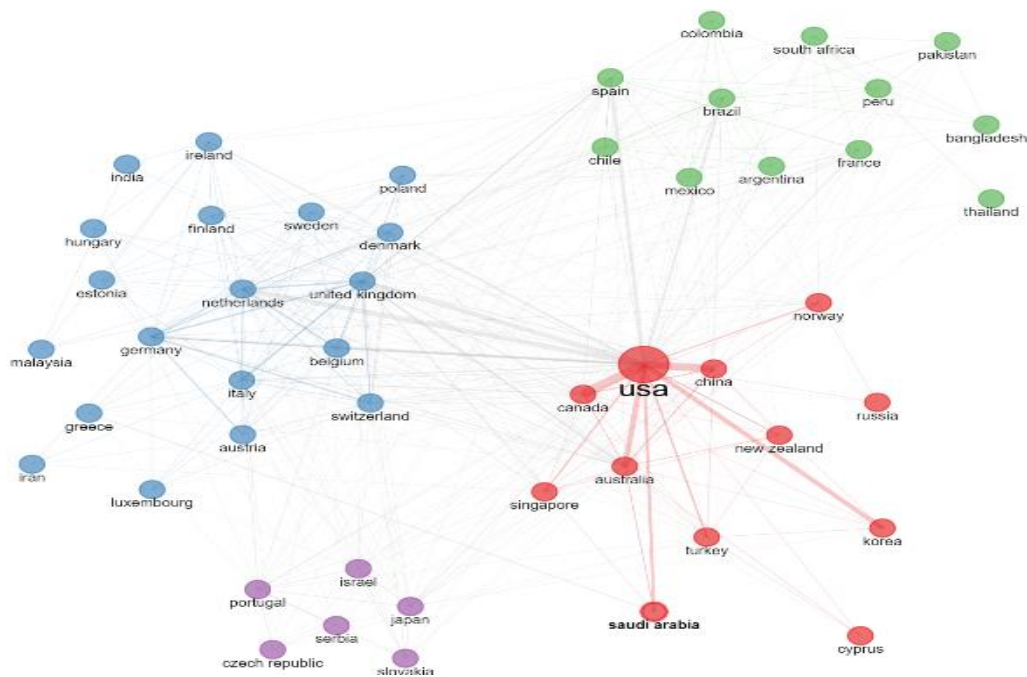 colombia
south africa
pakistan
spain
brazil
peru
bangladesh
chile
france
mexico
argentina
thailand
ireland
india
poland
hungary
finland
sweden
denmark
estonia
netherlands
united kingdom
malaysia
germany
belgium
italy
switzerland
greece
austria
iran
luxembourg
norway
usa
china
canada
russia
new zealand
australia
singapore
turkey
korea
saudi arabia
cyprus
israel
portugal
japan
serbia
czech republic
slovakia